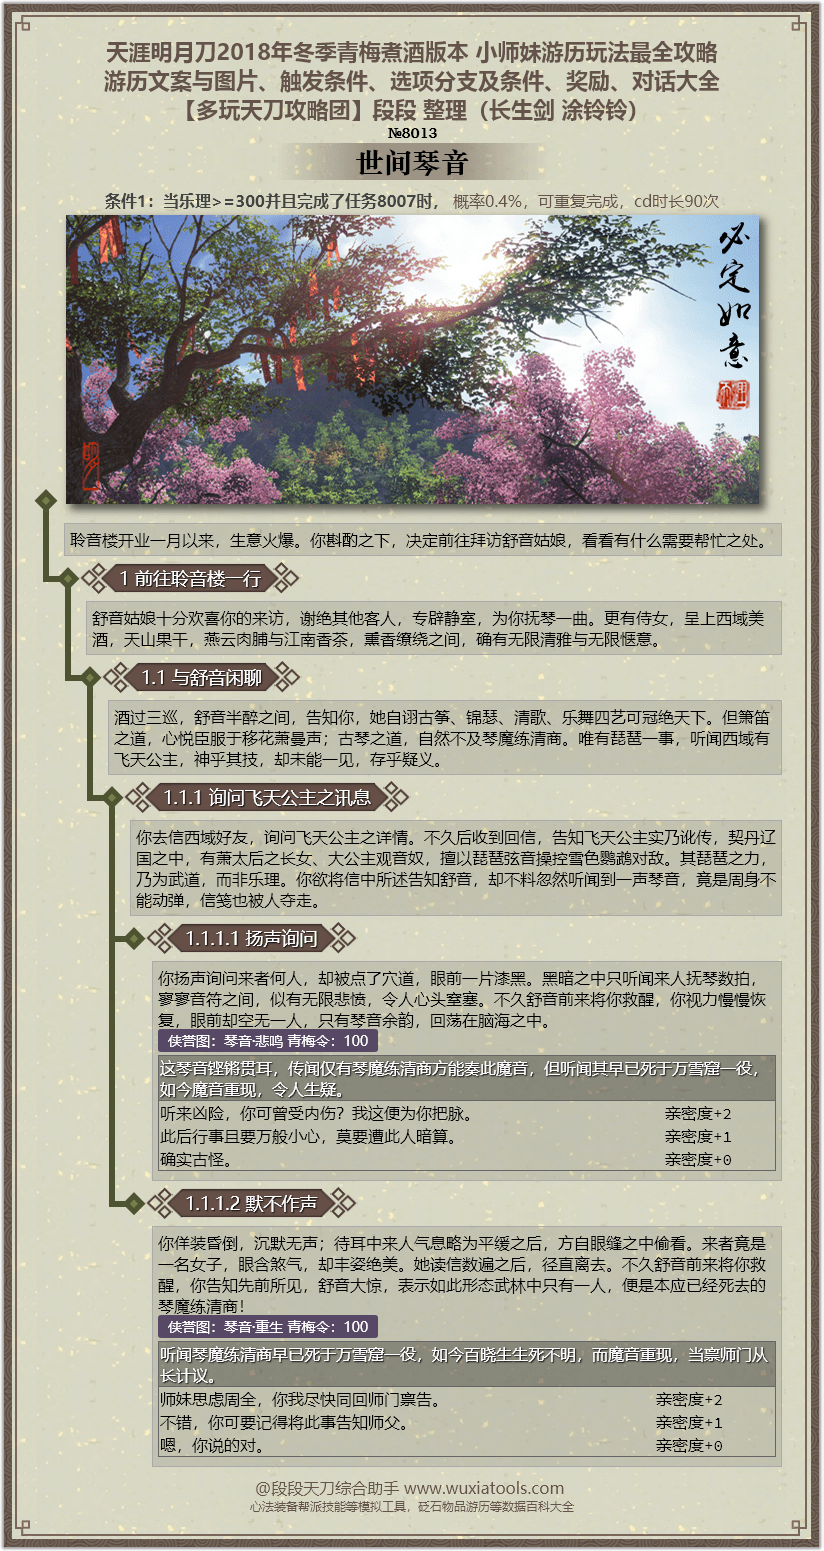 天涯明月刀2018年冬季青梅煮酒版本 小师妹游历玩法最全攻略
游历文案与图片、触发条件、选项分支及条件、奖励、对话大全
【多玩天刀攻略团】段段 整理（长生剑 涂铃铃）
№8013
世间琴音
条件1：当乐理>=300并且完成了任务8007时， 概率0.4%，可重复完成，cd时长90次
必定如意
聆音楼开业一月以来，生意火爆。你斟酌之下，决定前往拜访舒音姑娘，看看有什么需要帮忙之处。
1 前往聆音楼一行
舒音姑娘十分欢喜你的来访，谢绝其他客人，专辟静室，为你抚琴一曲。更有侍女，呈上西域美
酒，天山果干，燕云肉脯与江南香茶，熏香缭绕之间，确有无限清雅与无限惬意。
1.1 与舒音闲聊
酒过三巡，舒音半醉之间，告知你，她自诩古筝、锦瑟、清歌、乐舞四艺可冠绝天下。但箫笛
之道，心悦臣服于移花萧曼声；古琴之道，自然不及琴魔练清商。唯有琵琶一事，听闻西域有
飞天公主，神乎其技，却未能一见，存乎疑义。
1.1.1 询问飞天公主之讯息
你去信西域好友，询问飞天公主之详情。不久后收到回信，告知飞天公主实乃讹传，契丹辽
国之中，有萧太后之长女、大公主观音奴，擅以琵琶弦音操控雪色鹦鹉对敌。其琵琶之力，
乃为武道，而非乐理。你欲将信中所述告知舒音，却不料忽然听闻到一声琴音，竟是周身不
能动弹，信笺也被人夺走。
1.1.1.1 扬声询问
你扬声询问来者何人，却被点了穴道，眼前一片漆黑。黑暗之中只听闻来人抚琴数拍，
寥寥音符之间，似有无限悲愤，令人心头窒塞。不久舒音前来将你救醒，你视力慢慢恢
复，眼前却空无一人，只有琴音余韵，回荡在脑海之中。
侠誉图：琴音·悲鸣 青梅令：100
这琴音铿锵贯耳，传闻仅有琴魔练清商方能奏此魔音，但听闻其早已死于万雪窟一役，
如今魔音重现，令人生疑。
听来凶险，你可曾受内伤？我这便为你把脉。 亲密度+2
此后行事且要万般小心，莫要遭此人暗算。 亲密度+1
确实古怪。 亲密度+0
1.1.1.2 默不作声
你佯装昏倒，沉默无声；待耳中来人气息略为平缓之后，方自眼缝之中偷看。来者竟是
一名女子，眼含煞气，却丰姿绝美。她读信数遍之后，径直离去。不久舒音前来将你救
醒，你告知先前所见，舒音大惊，表示如此形态武林中只有一人，便是本应已经死去的
琴魔练清商！
侠誉图：琴音·重生 青梅令：100
听闻琴魔练清商早已死于万雪窟一役，如今百晓生生死不明，而魔音重现，当禀师门从
长计议。
师妹思虑周全，你我尽快同回师门禀告。 亲密度+2
不错，你可要记得将此事告知师父。 亲密度+1
嗯，你说的对。 亲密度+0
@段段天刀综合助手 www.wuxiatools.com
心法装备帮派技能等模拟工具，砭石物品游历等数据百科大全